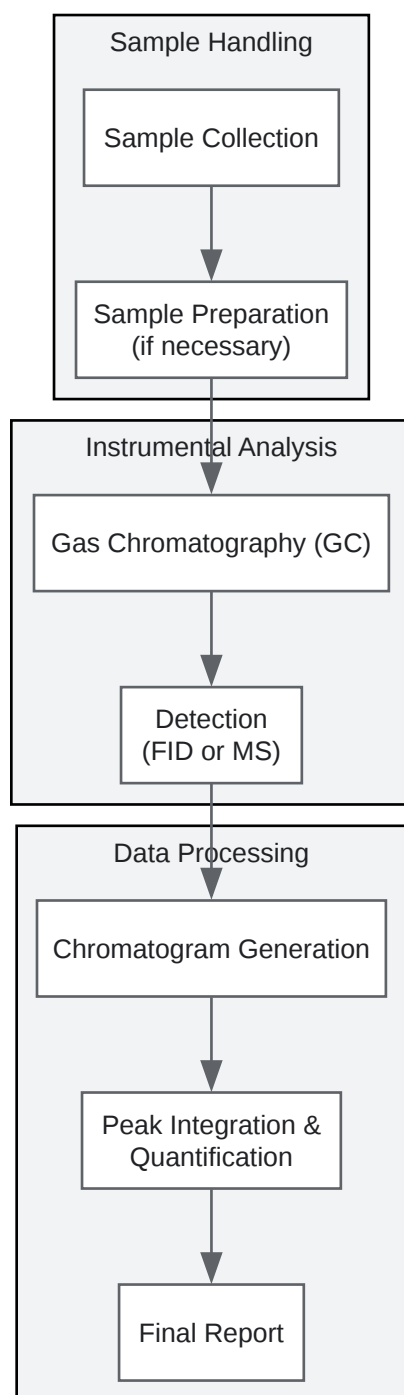 Sample Handling
Sample Collection
Sample Preparation
(if necessary)
Instrumental Analysis
Gas Chromatography (GC)
Detection
(FID or MS)
Data Processing
Chromatogram Generation
Peak Integration &
Quantification
Final Report